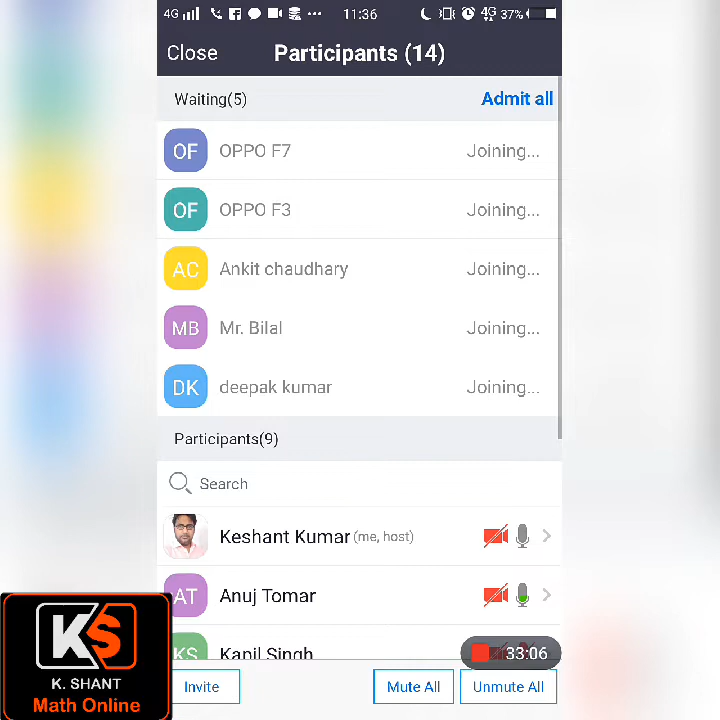 4G 11:36 4G 37%
Close Participants (14)
Waiting(5) Admit all
OF OPPO F7 Joining...
OF OPPO F3 Joining...
AC Ankit chaudhary Joining...
MB Mr. Bilal Joining...
DK deepak kumar Joining...
Participants(9)
Search
Keshant Kumar (me, host)
AT Anuj Tomar
KS Kapil Singh
33:06
Invite Mute All Unmute All
KS
K. SHANT
Math Online